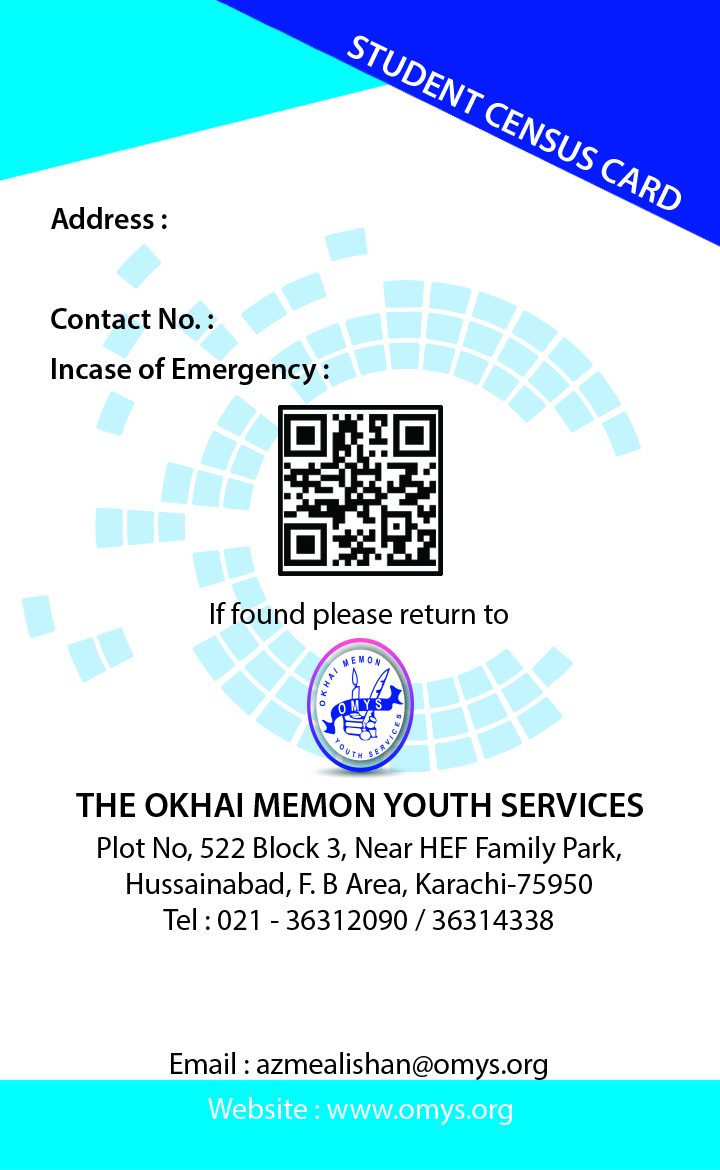 STUDENT CENSUS CARD
Address :
Contact No. :
Incase of Emergency :
If found please return to
OKHAI MEMON
OMYS
YOUTH SERVICES
THE OKHAI MEMON YOUTH SERVICES
Plot No, 522 Block 3, Near HEF Family Park,
Hussainabad, F. B Area, Karachi-75950
Tel : 021 - 36312090 / 36314338
Email : azmealishan@omys.org
Website : www.omys.org